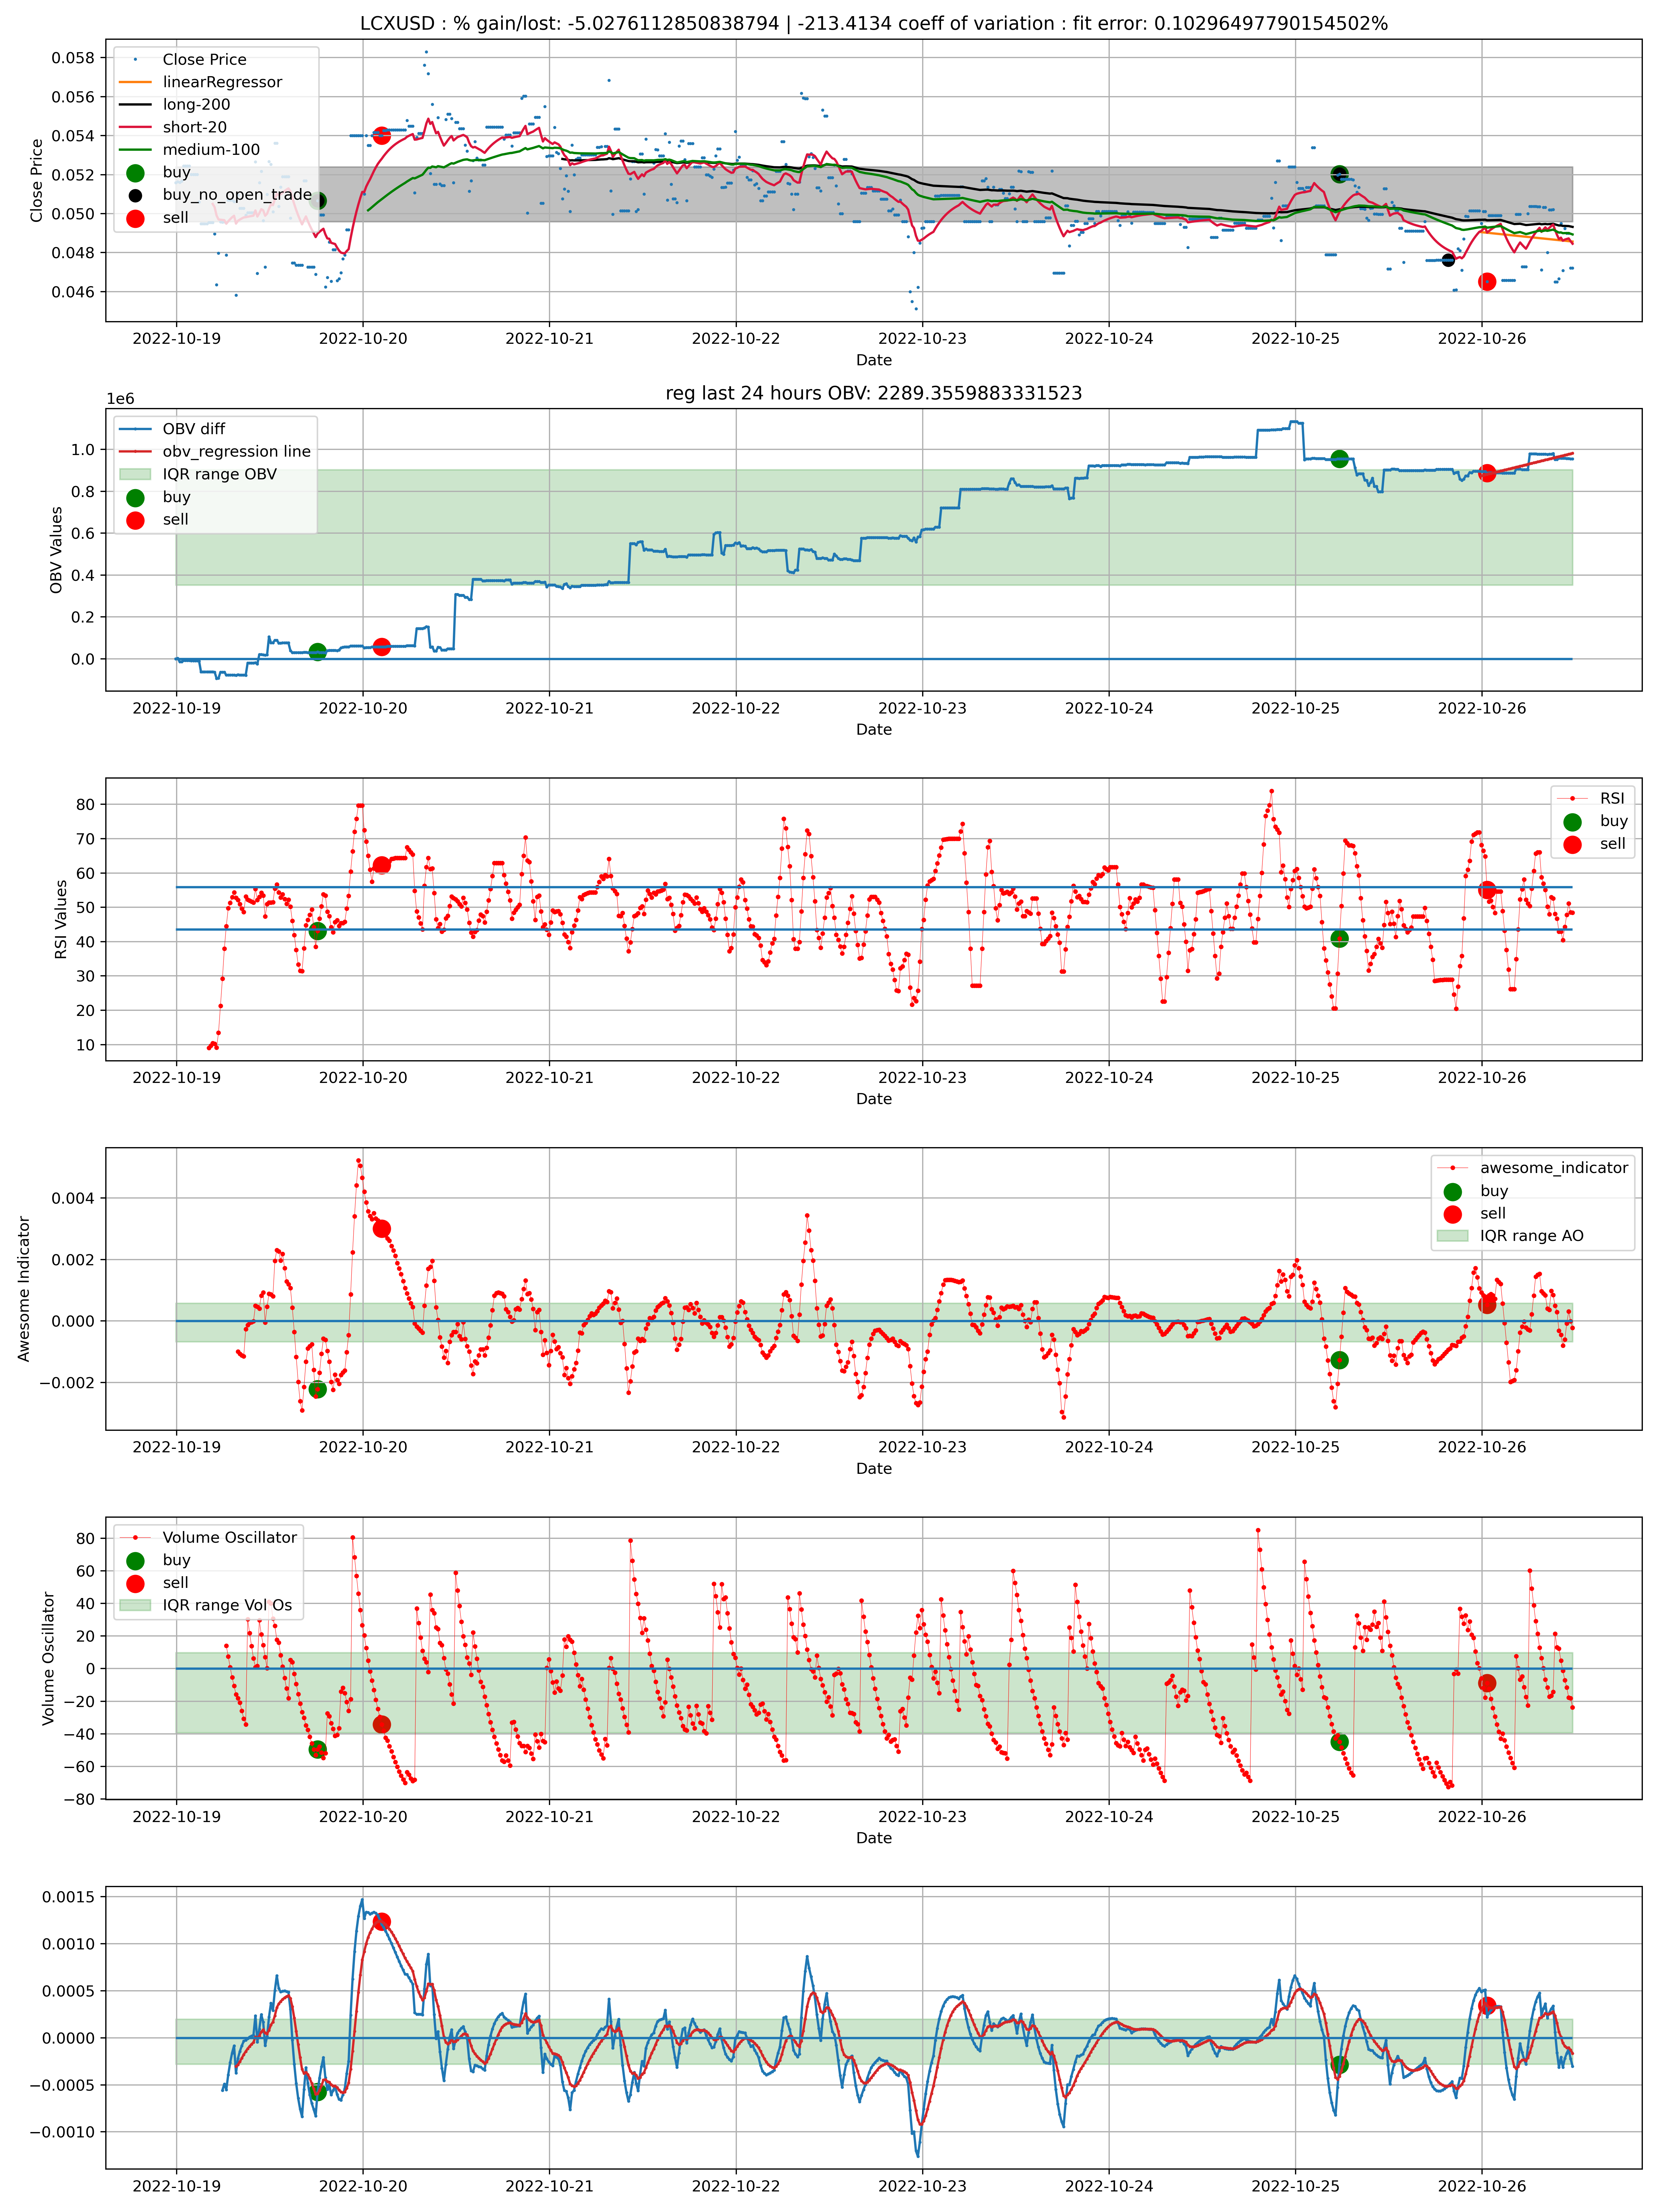 LCXUSD : % gain/lost: -5.0276112850838794 | -213.4134 coeff of variation : fit error: 0.10296497790154502%
Close Price
0.058
0.056
0.054
0.052
0.050
0.048
0.046
Close Price
linearRegressor
long-200
short-20
medium-100
buy
buy_no_open_trade
sell
2022-10-19 2022-10-20 2022-10-21 2022-10-22 2022-10-23 2022-10-24 2022-10-25 2022-10-26
Date
reg last 24 hours OBV: 2289.3559883331523
1e6
OBV Values
1.0
0.8
0.6
0.4
0.2
0.0
OBV diff
obv_regression line
IQR range OBV
buy
sell
2022-10-19 2022-10-20 2022-10-21 2022-10-22 2022-10-23 2022-10-24 2022-10-25 2022-10-26
Date
RSI Values
80
70
60
50
40
30
20
10
RSI
buy
sell
2022-10-19 2022-10-20 2022-10-21 2022-10-22 2022-10-23 2022-10-24 2022-10-25 2022-10-26
Date
Awesome Indicator
0.004
0.002
0.000
−0.002
awesome_indicator
buy
sell
IQR range AO
2022-10-19 2022-10-20 2022-10-21 2022-10-22 2022-10-23 2022-10-24 2022-10-25 2022-10-26
Date
Volume Oscillator
80
60
40
20
0
−20
−40
−60
−80
Volume Oscillator
buy
sell
IQR range Vol Os
2022-10-19 2022-10-20 2022-10-21 2022-10-22 2022-10-23 2022-10-24 2022-10-25 2022-10-26
Date
0.0015
0.0010
0.0005
0.0000
−0.0005
−0.0010
2022-10-19 2022-10-20 2022-10-21 2022-10-22 2022-10-23 2022-10-24 2022-10-25 2022-10-26